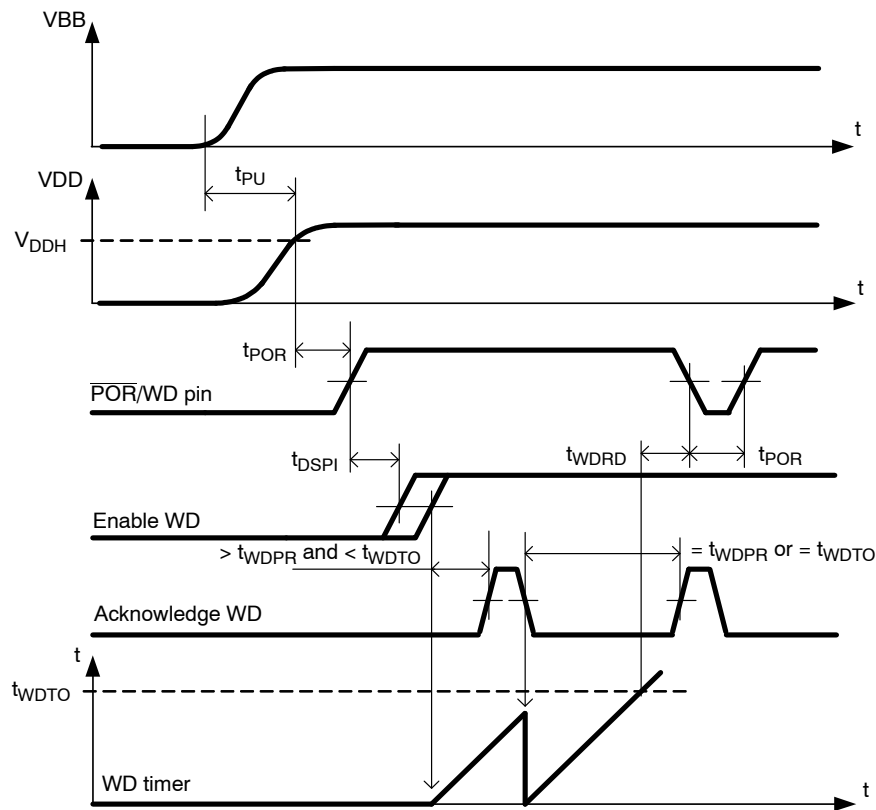 VBB
t
tPU
VDD
VDDH
t
tPOR
POR/WD pin
tDSPI
tWDRD
tPOR
Enable WD
> tWDPR and < tWDTO
= tWDPR or = tWDTO
Acknowledge WD
t
tWDTO
WD timer
t